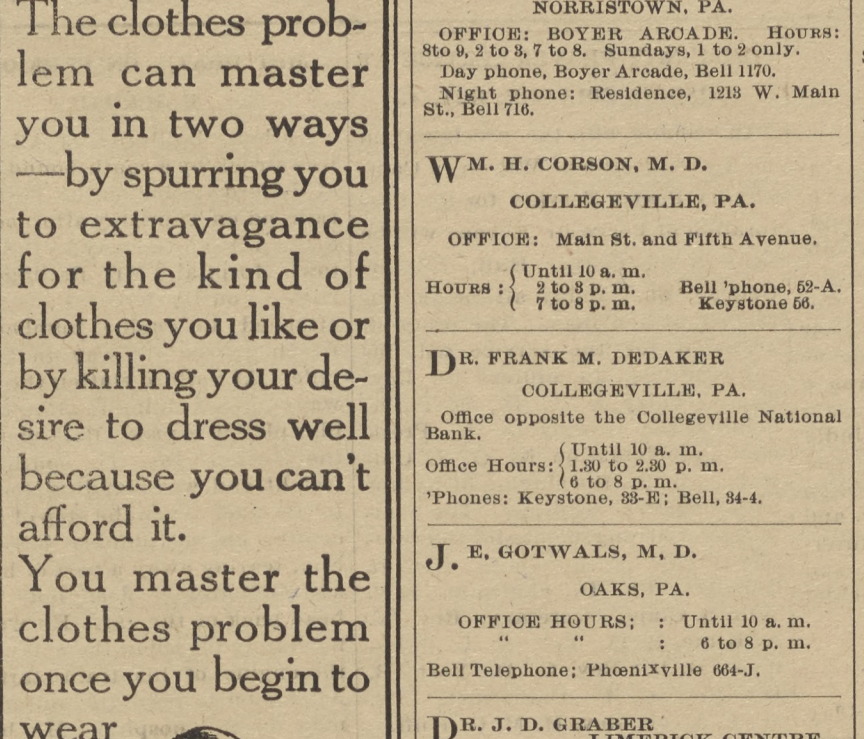 The clothes prob-
lem can master
you in two ways
—by spurring you
to extravagance
for the kind of
clothes you like or
by killing your de-
sire to dress well
because you can't
afford it.
You master the
clothes problem
once you begin to
wear
NORRISTOWN, PA.
OFFICE: BOYER ARCADE. HOURS:
8 to 9, 2 to 3, 7 to 8. Sundays, 1 to 2 only.
Day phone, Boyer Arcade, Bell 1170.
Night phone: Residence, 1213 W. Main
St., Bell 716.
WM. H. CORSON, M. D.
COLLEGEVILLE, PA.
OFFICE: Main St. and Fifth Avenue.
Until 10 a. m.
HOURS : 2 to 3 p. m. Bell 'phone, 52-A.
7 to 8 p. m. Keystone 56.
DR. FRANK M. DEDAKER
COLLEGEVILLE, PA.
Office opposite the Collegeville National
Bank.
Until 10 a. m.
Office Hours: 1.30 to 2.30 p. m.
6 to 8 p. m.
'Phones: Keystone, 33-E; Bell, 34-4.
J. E, GOTWALS, M, D.
OAKS, PA.
OFFICE HOURS; : Until 10 a. m.
" " : 6 to 8 p. m.
Bell Telephone; Phœnixville 664-J.
DR. J. D. GRABER
LIMERICK CENTRE